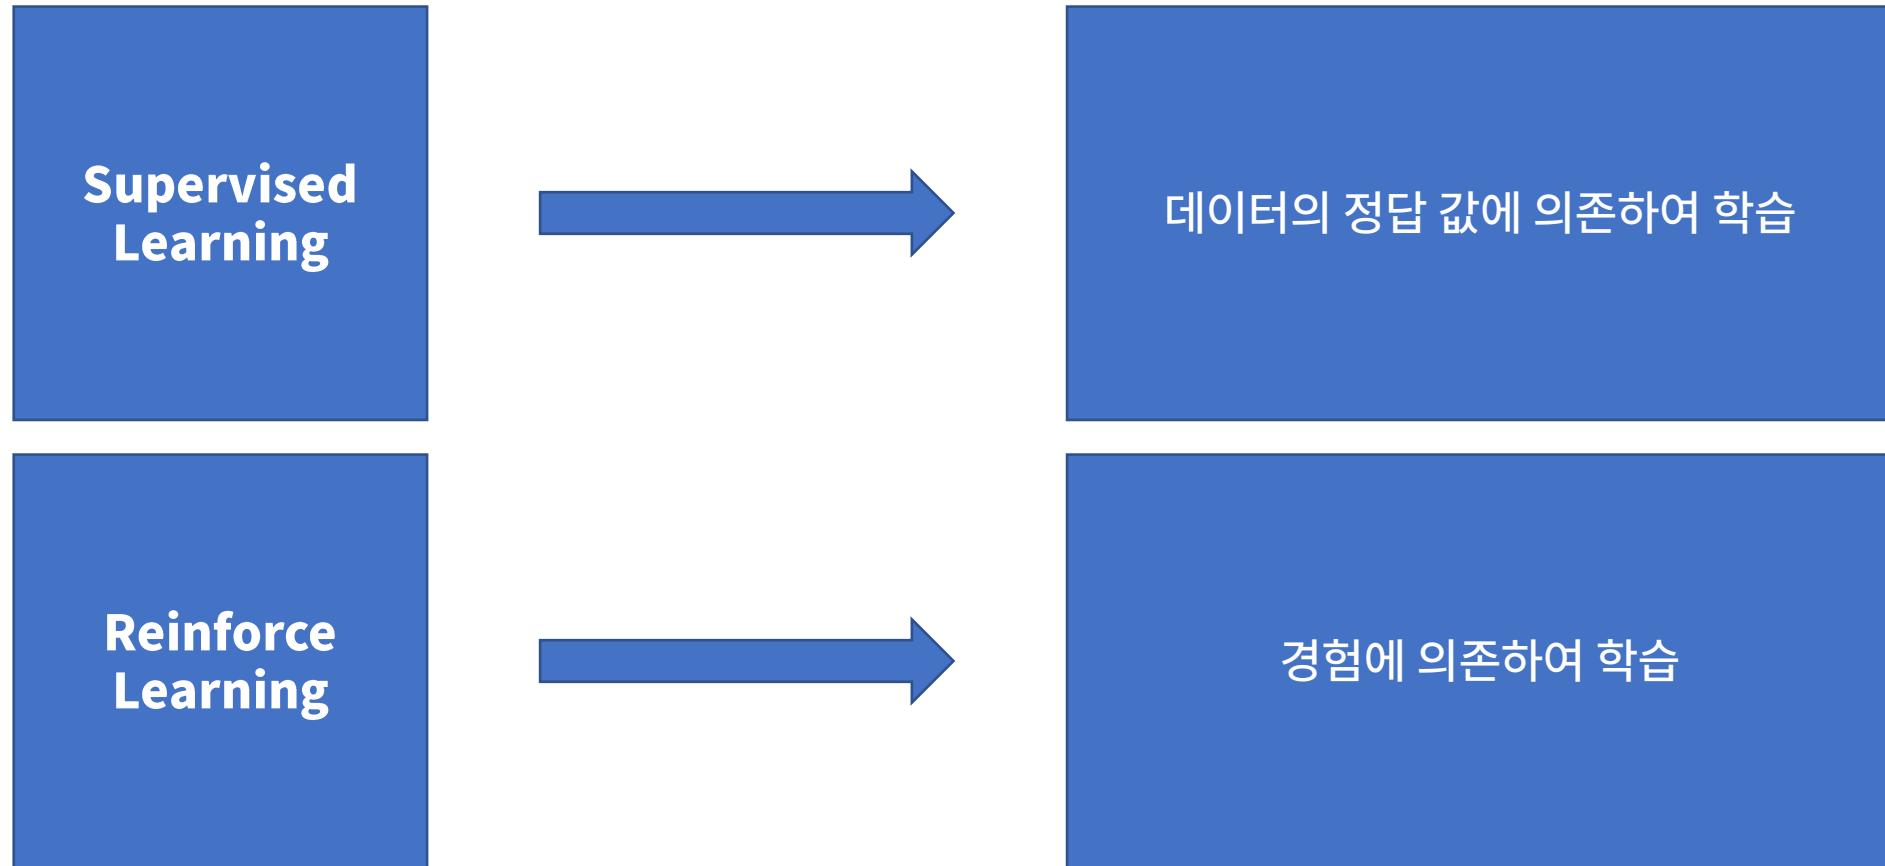 Supervised
Learning
데이터의 정답 값에 의존하여 학습
Reinforce
Learning
경험에 의존하여 학습